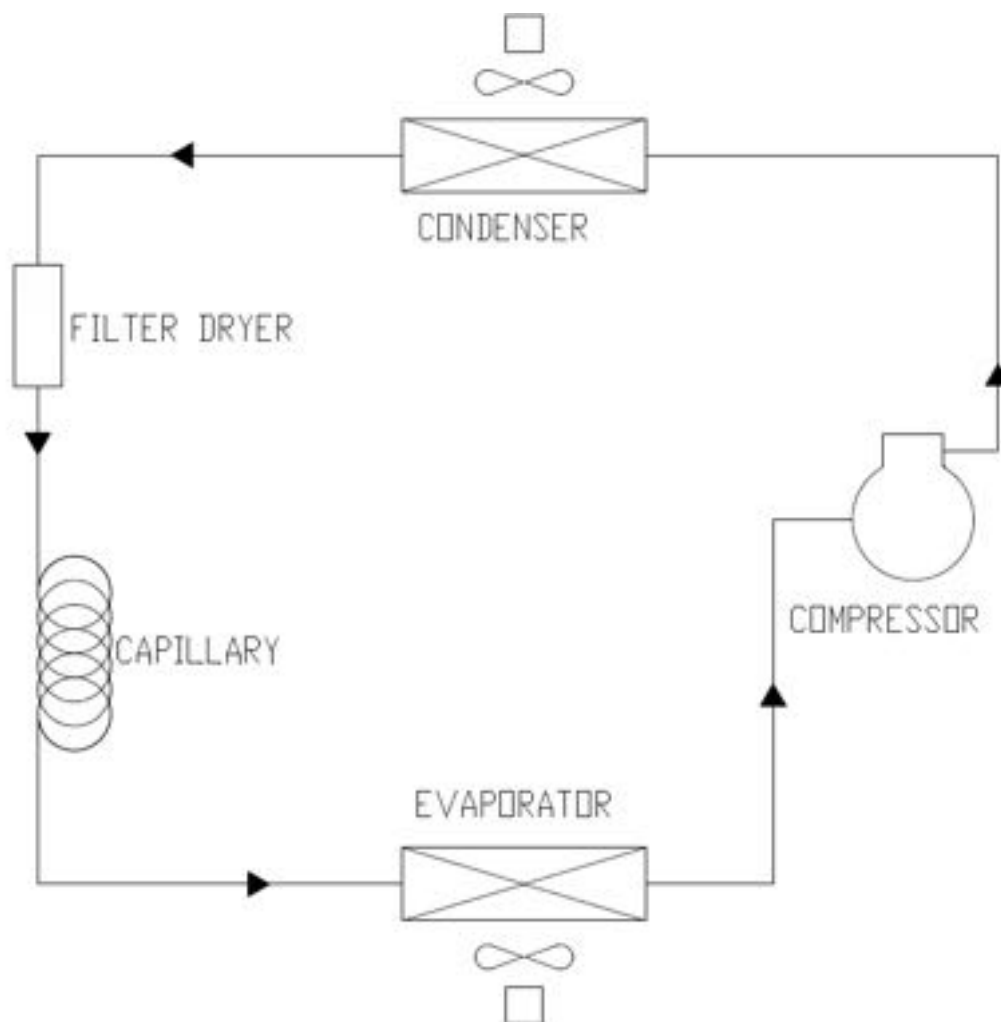 CONDENSER
FILTER DRYER
COMPRESSOR
CAPILLARY
EVAPORATOR